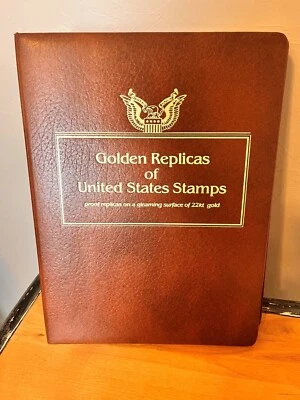 Golden Replicas
of
United States Stamps
proof replicas on a gleaming surface of 22kt gold